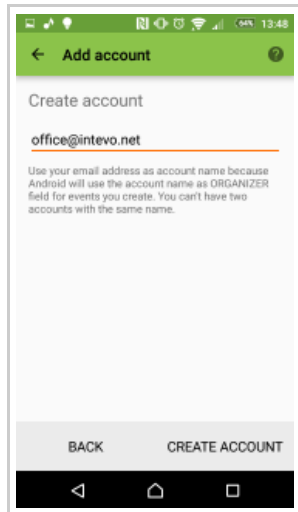 64% 13:48
Add account
Create account
office@intevo.net
Use your email address as account name because
Android will use the account name as ORGANIZER
field for events you create. You can't have two
accounts with the same name.
BACK CREATE ACCOUNT